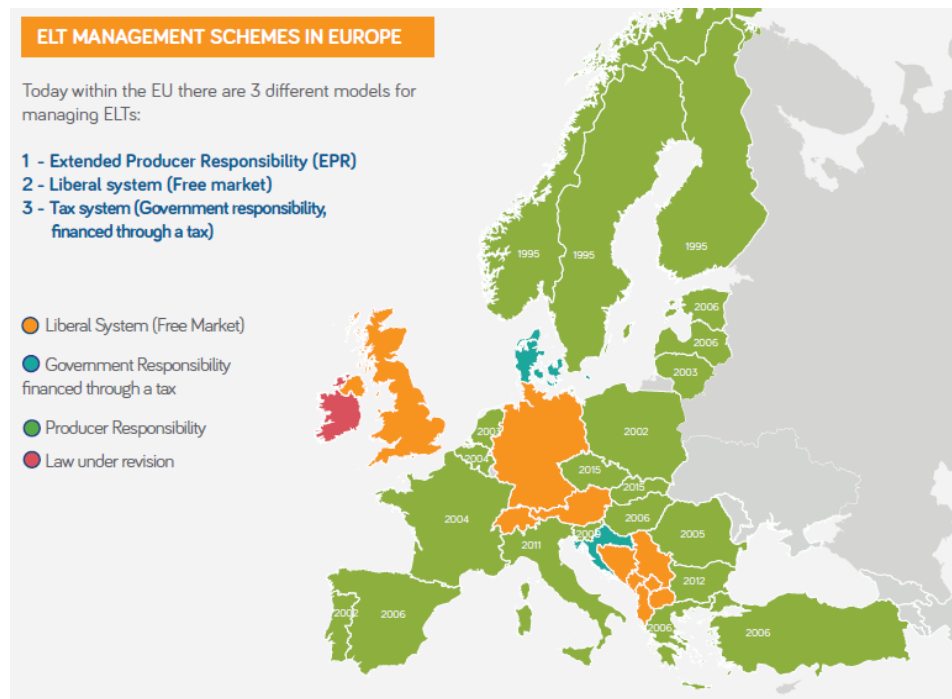 ELT MANAGEMENT SCHEMES IN EUROPE
Today within the EU there are 3 different models for
managing ELTs:
1 - Extended Producer Responsibility (EPR)
2 - Liberal system (Free market)
3 - Tax system (Government responsibility,
financed through a tax)
Liberal System (Free Market)
Government Responsibility
financed through a tax)
Producer Responsibility
Law under revision
1995
1995
1995
2006
2006
2003
2003
2004
2002
2015
2015
2004
2006
2005
2011
2012
2002
2006
2006
2006